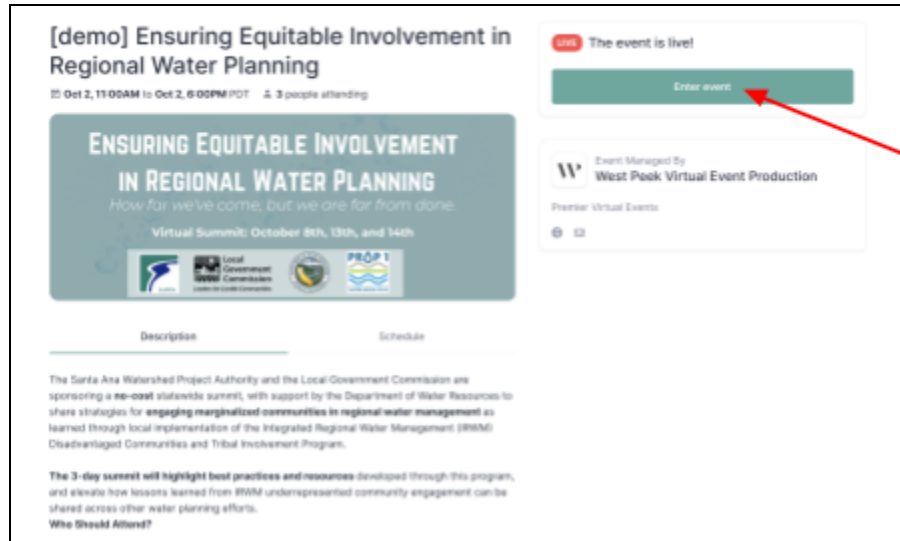 [demo] Ensuring Equitable Involvement in
Regional Water Planning
Oct 2, 11:00AM to Oct 2, 6:00PM PDT 3 people attending
ENSURING EQUITABLE INVOLVEMENT
IN REGIONAL WATER PLANNING
How far we've come, but we are far from done.
Virtual Summit: October 8th, 13th, and 14th
Local
Government
Commission
PROP 1
Description Schedule
The Santa Ana Watershed Project Authority and the Local Government Commission are
sponsoring a no-cost statewide summit, with support by the Department of Water Resources to
share strategies for engaging marginalized communities in regional water management as
learned through local implementation of the Integrated Regional Water Management (IRWM)
Disadvantaged Communities and Tribal Involvement Program.
The 3-day summit will highlight best practices and resources developed through this program,
and elevate how lessons learned from IRWM underrepresented community engagement can be
shared across other water planning efforts.
Who Should Attend?
LIVE The event is live!
Enter event
Event Managed By
West Peek Virtual Event Production
Premier Virtual Events